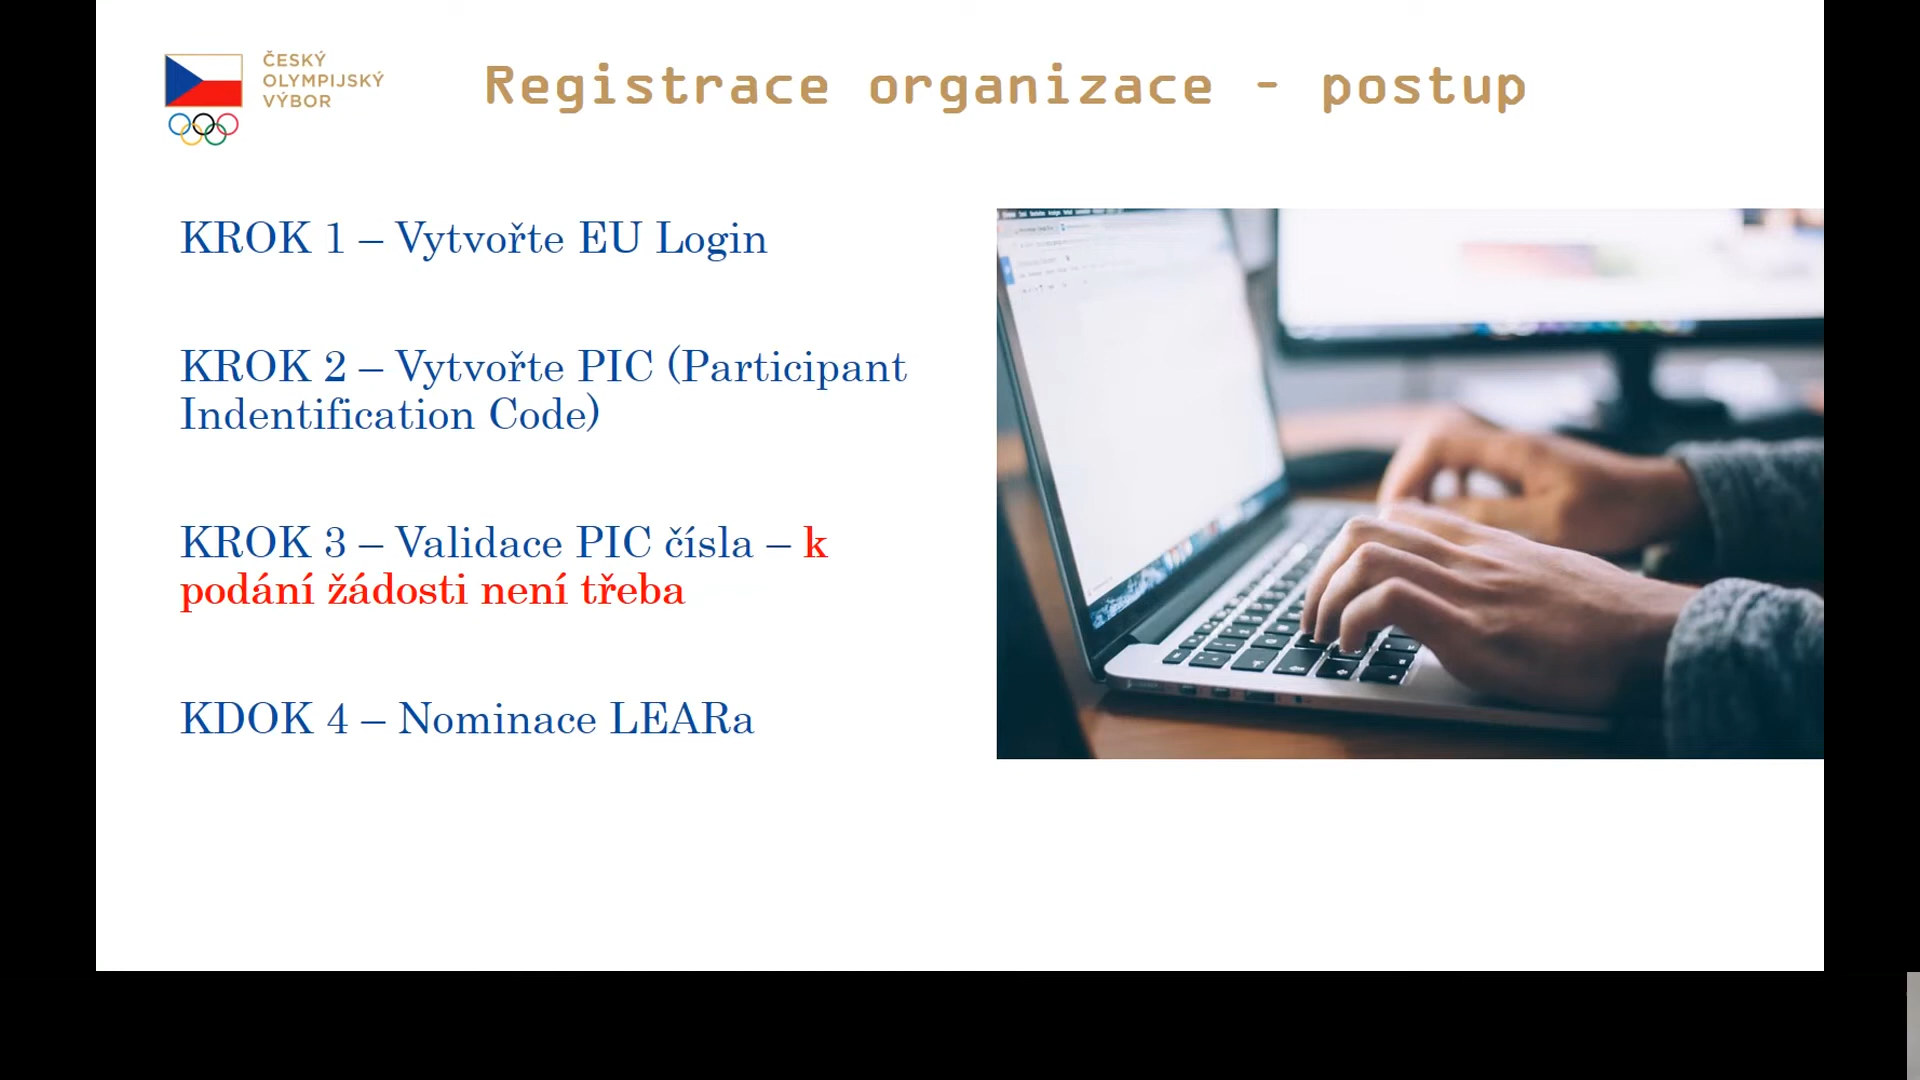 ČESKÝ
OLYMPIJSKÝ
VÝBOR
Registrace organizace - postup
KROK 1 – Vytvořte EU Login
KROK 2 – Vytvořte PIC (Participant
Indentification Code)
KROK 3 – Validace PIC čísla – k
podání žádosti není třeba
KDOK 4 – Nominace LEARa